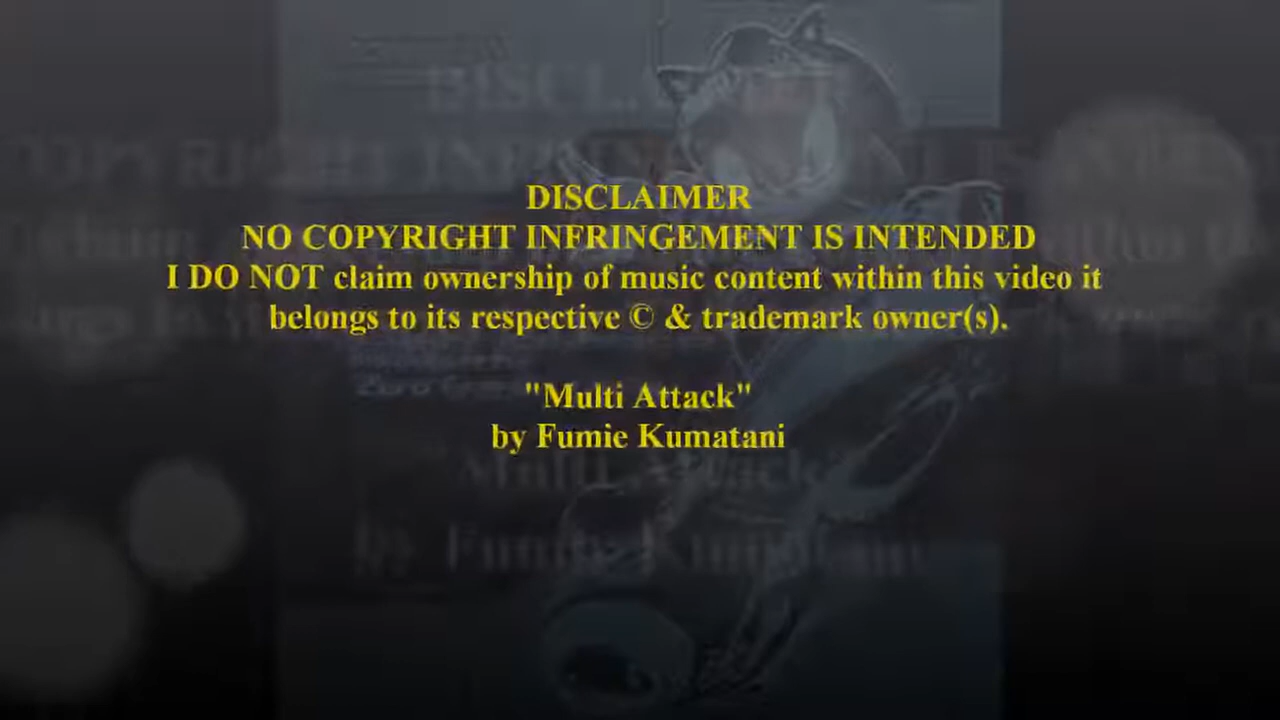 DISCLAIMER
NO COPYRIGHT INFRINGEMENT IS INTENDED
I DO NOT claim ownership of music content within this video it
belongs to its respective © & trademark owner(s).
"Multi Attack"
by Fumie Kumatani